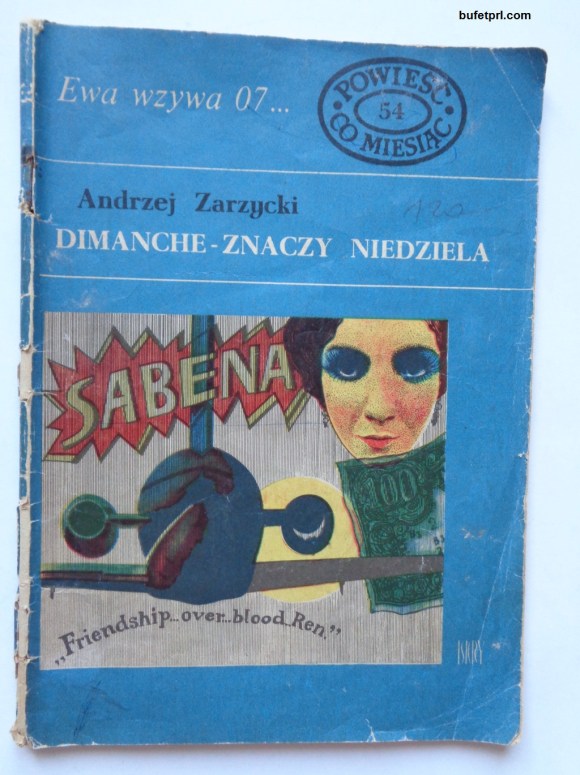 bufetprl.com
Ewa wzywa 07...
POWIEŚĆ
54
CO MIESIĄC
Andrzej Zarzycki
DIMANCHE-ZNACZY NIEDZIELA
SABENA
100
„Friendship...over...blood...Ren."
ISKRY